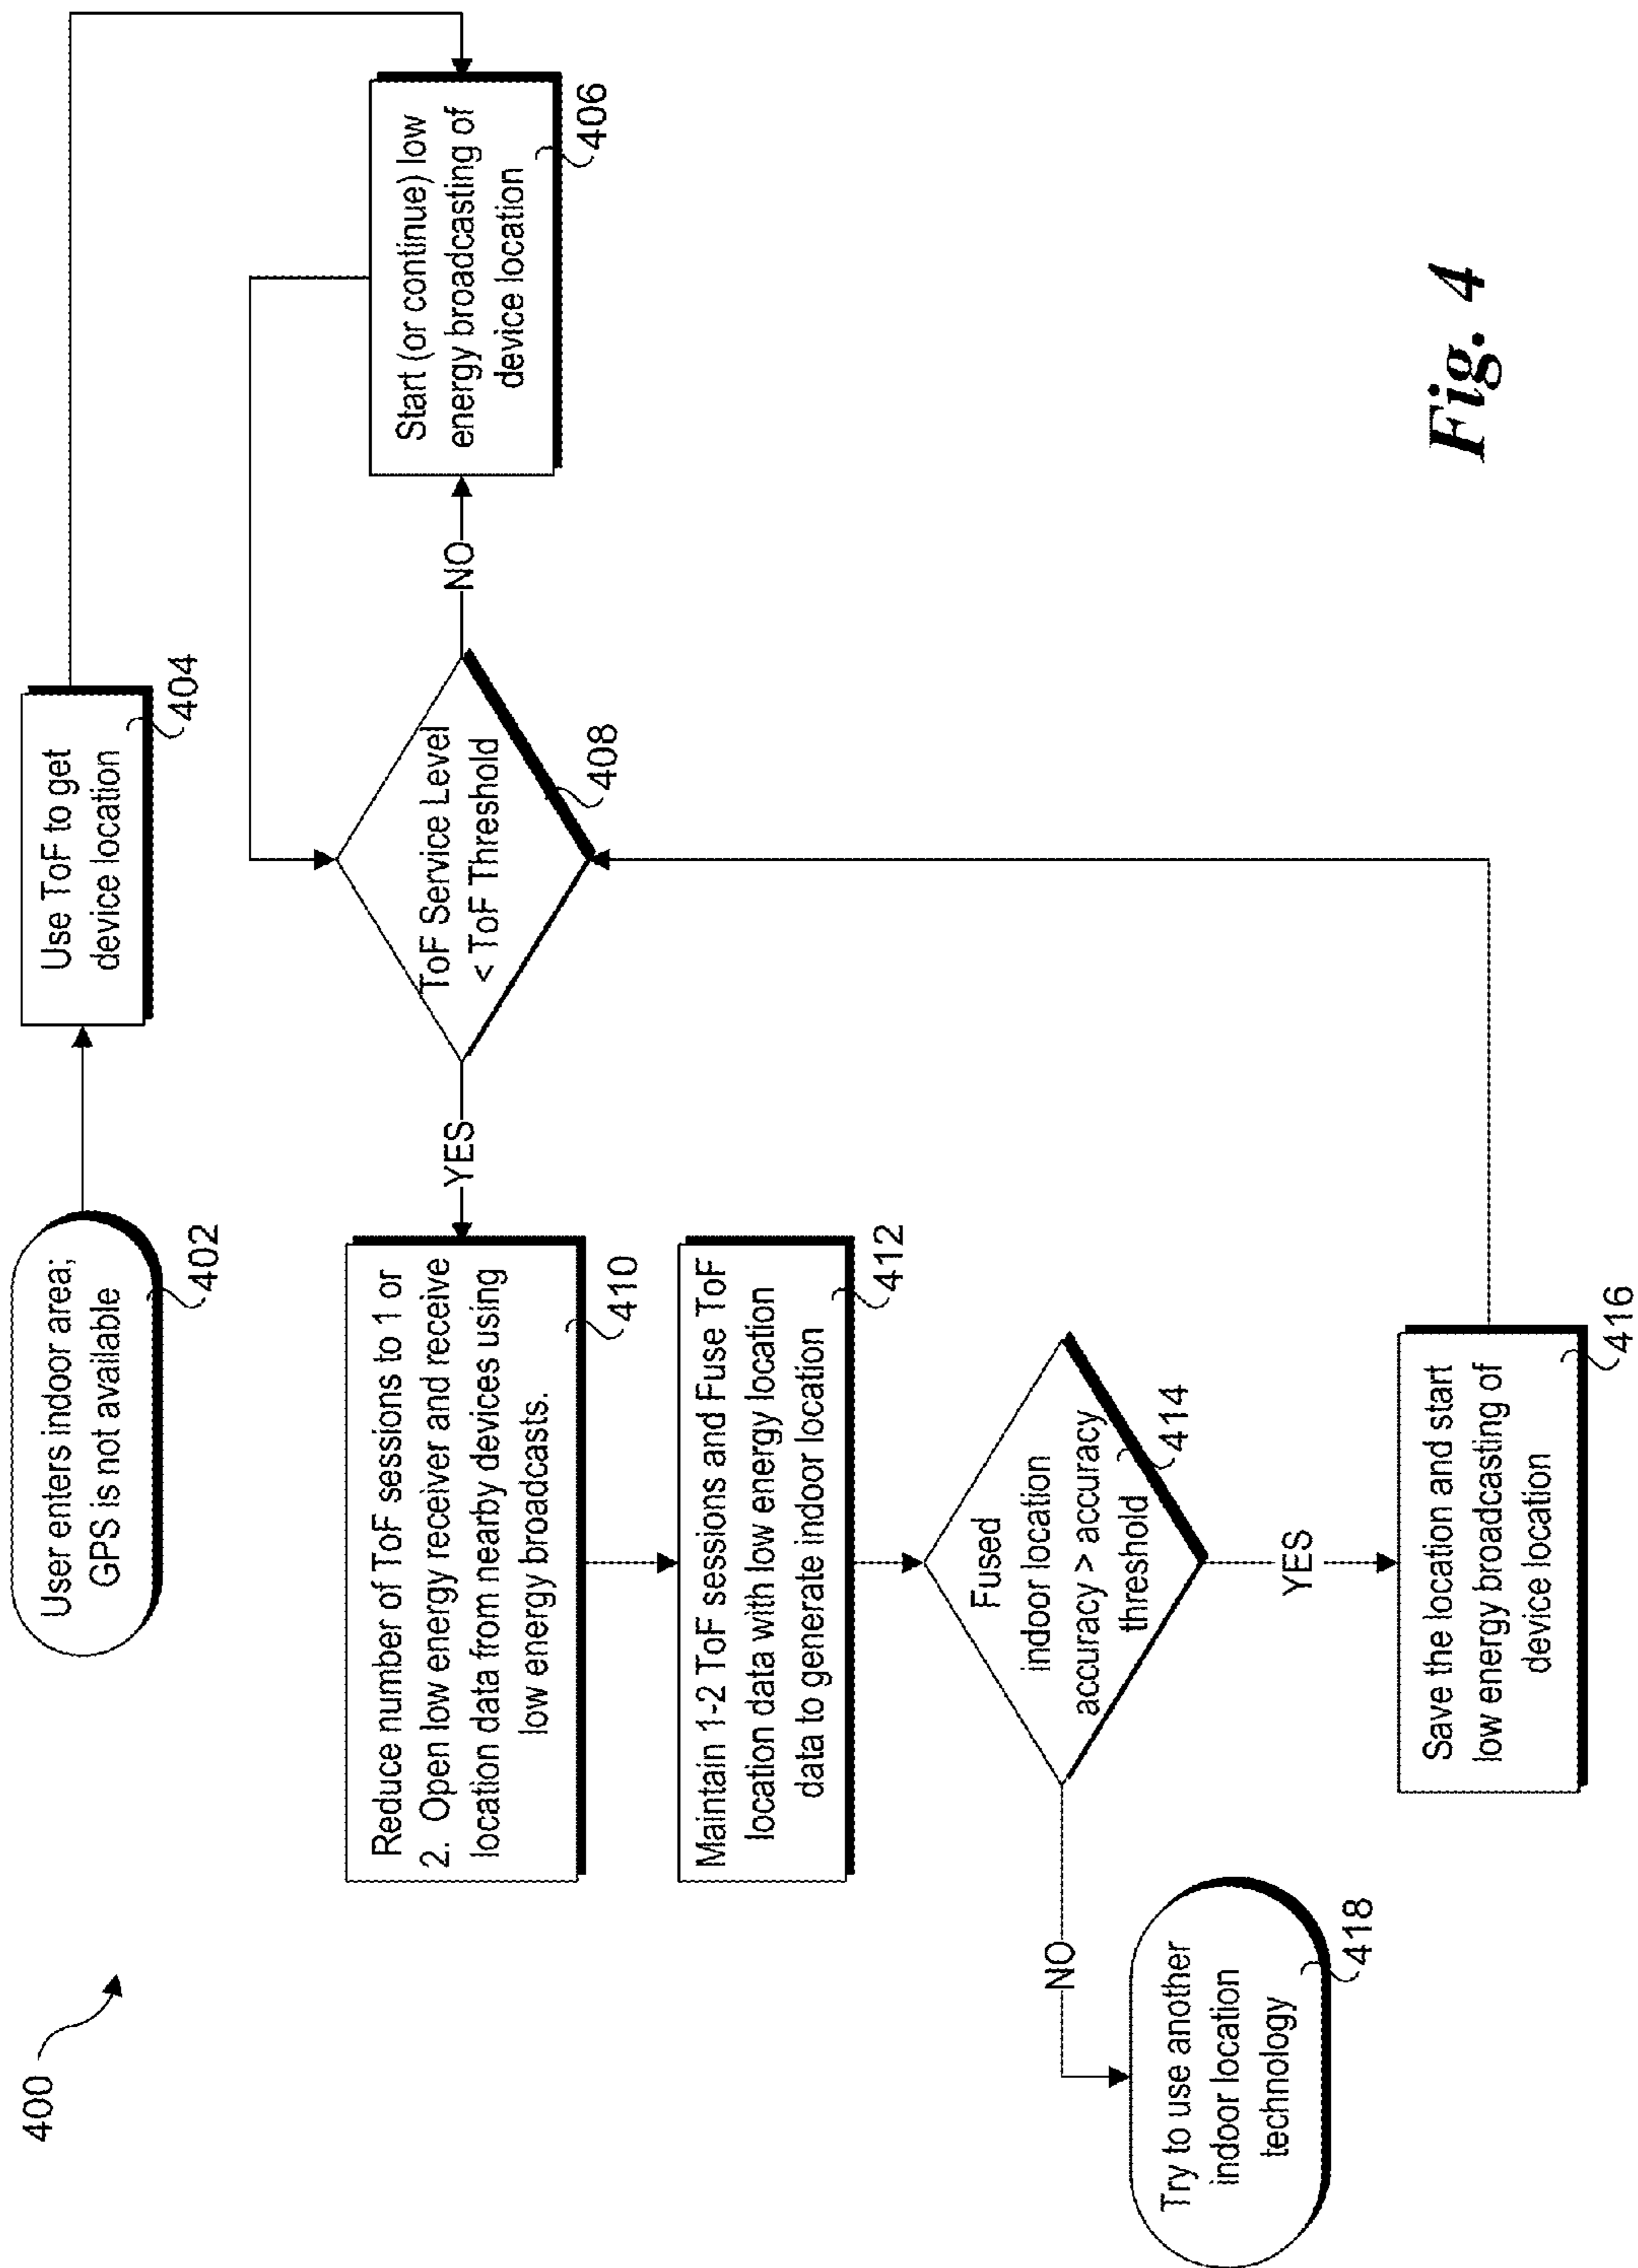 400
User enters indoor area;
GPS is not available
402
Use ToF to get
device location
404
Start (or continue) low
energy broadcasting of
device location
406
ToF Service Level
< ToF Threshold
408
NO
YES
Reduce number of ToF sessions to 1 or
2. Open low energy receiver and receive
location data from nearby devices using
low energy broadcasts.
410
Maintain 1-2 ToF sessions and Fuse ToF
location data with low energy location
data to generate indoor location
412
Fused
indoor location
accuracy > accuracy
threshold
414
NO
YES
Save the location and start
low energy broadcasting of
device location
416
Try to use another
indoor location
technology
418
Fig. 4